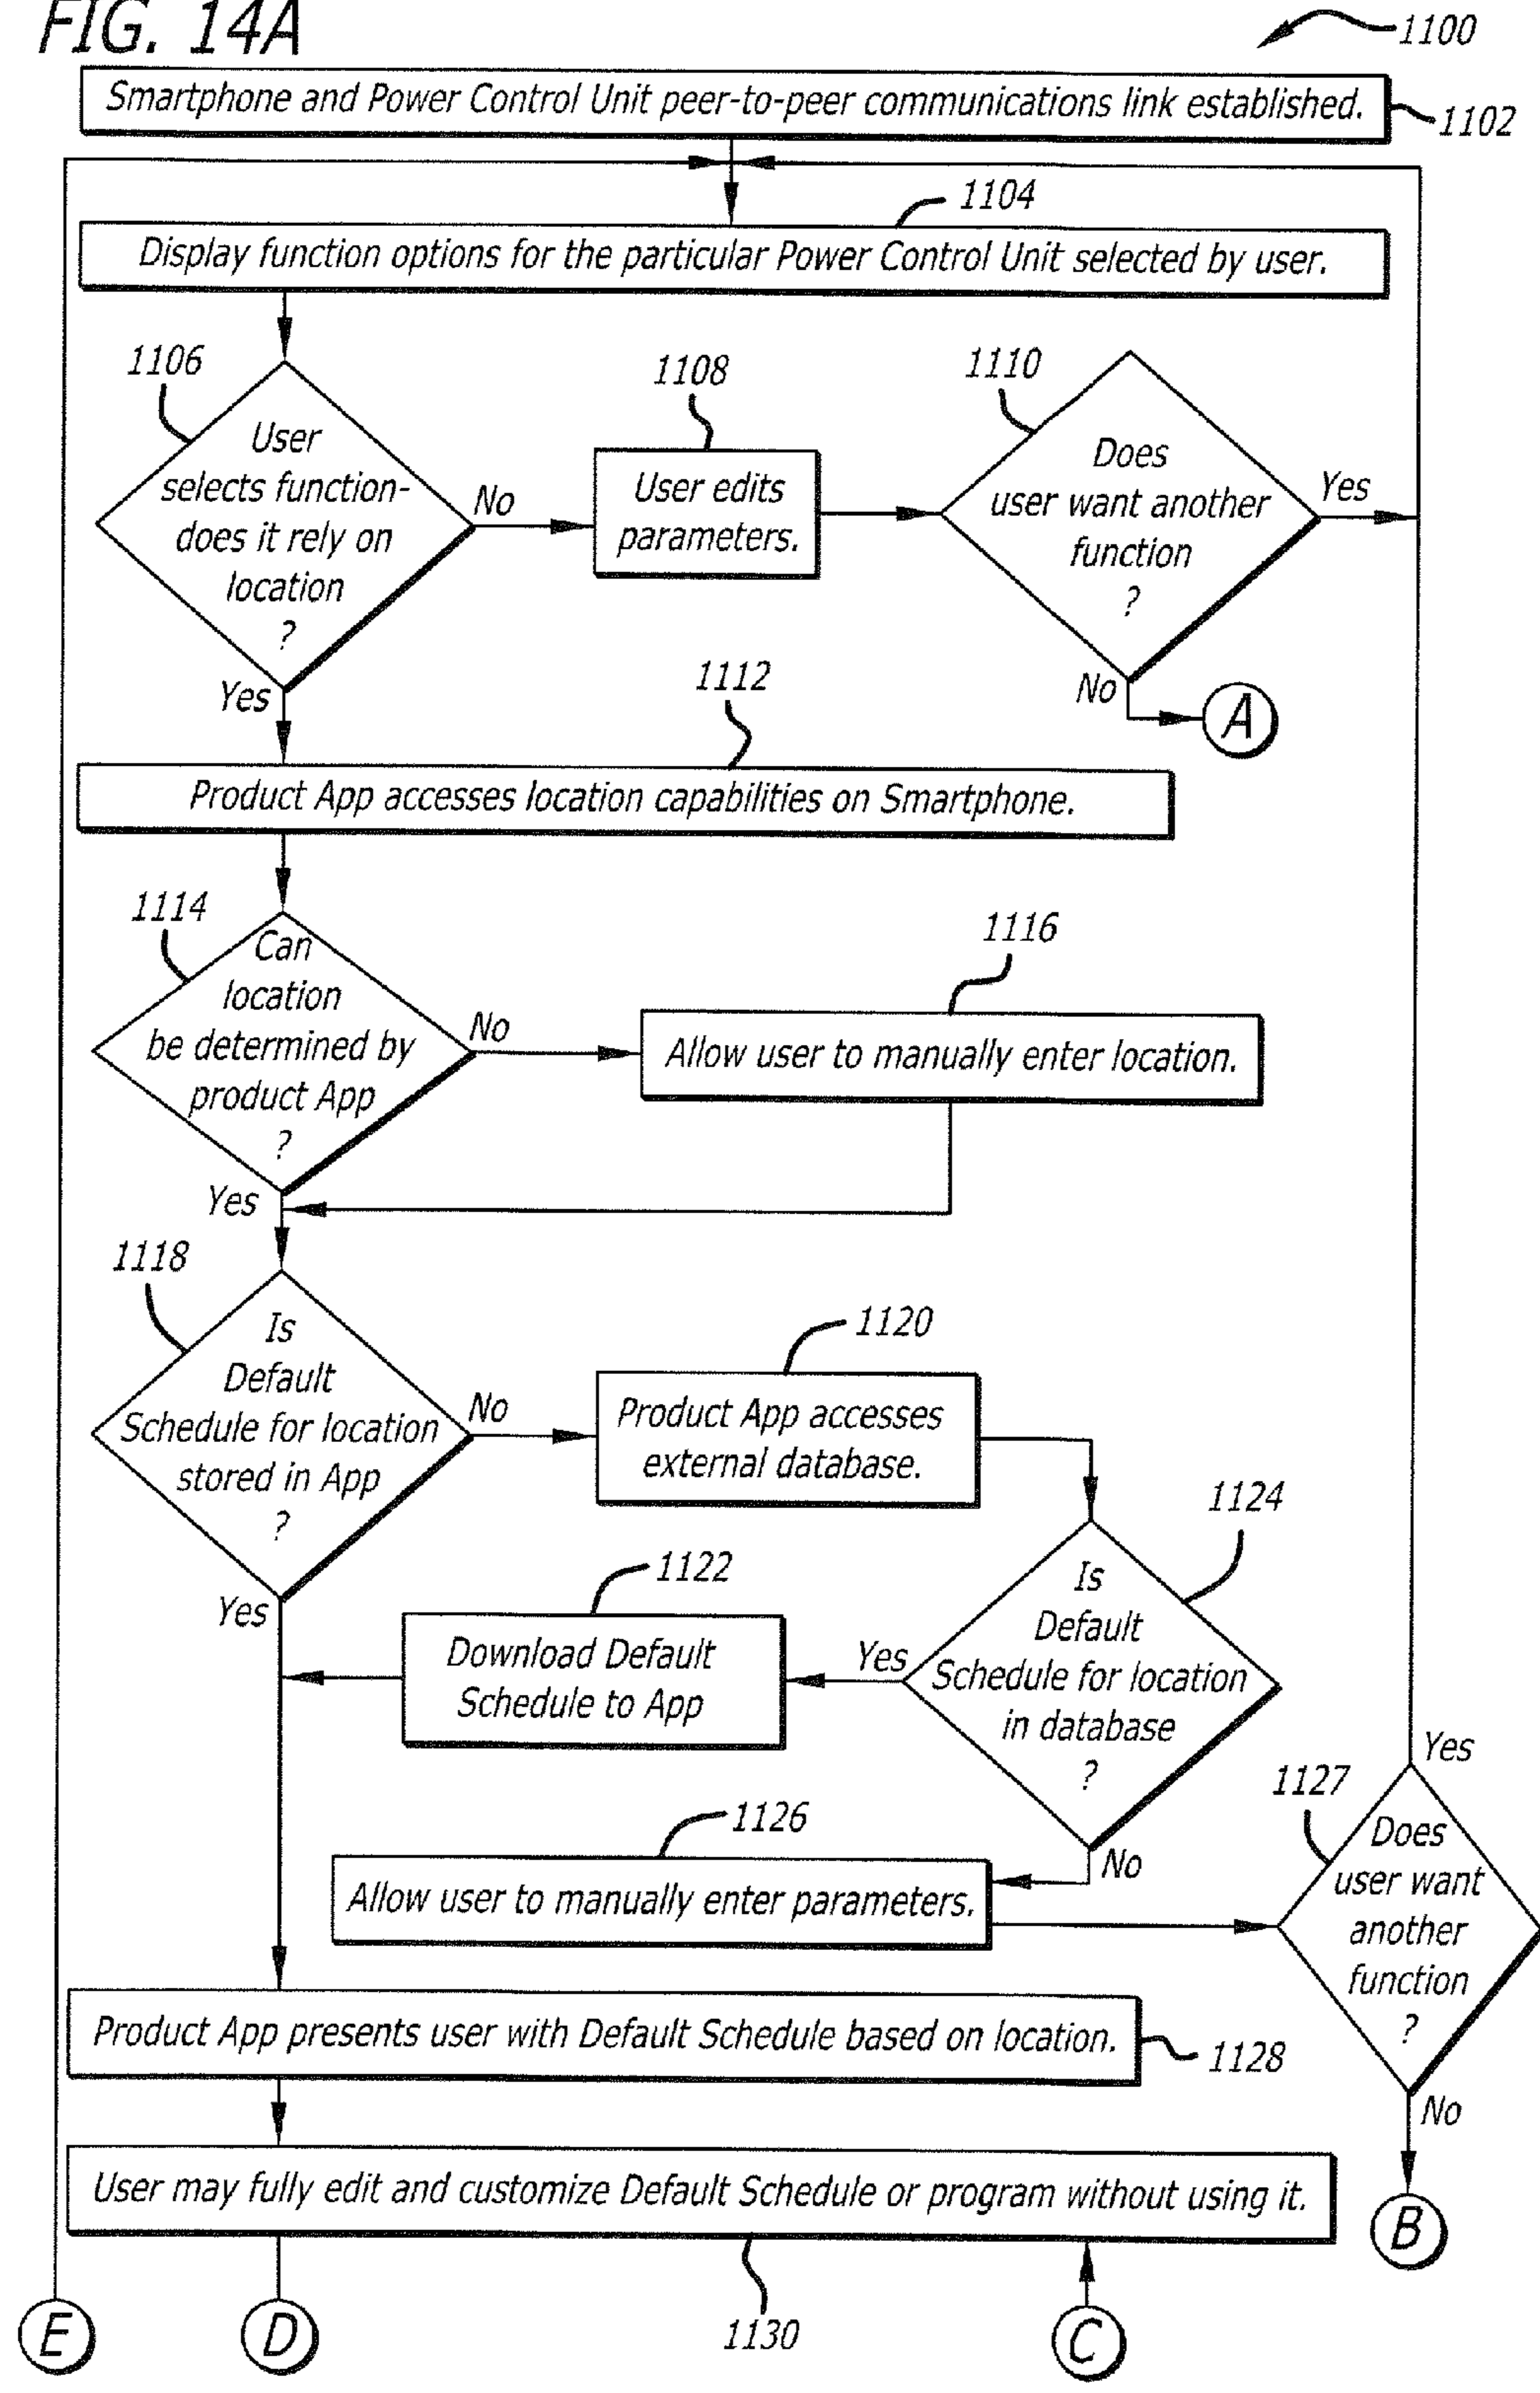 FIG. 14A
1100
Smartphone and Power Control Unit peer-to-peer communications link established.
1102
1104
Display function options for the particular Power Control Unit selected by user.
1106
User
selects function-
does it rely on
location
?
No
Yes
1108
User edits
parameters.
1110
Does
user want another
function
?
Yes
No
A
1112
Product App accesses location capabilities on Smartphone.
1114
Can
location
be determined by
product App
?
No
Yes
1116
Allow user to manually enter location.
1118
Is
Default
Schedule for location
stored in App
?
No
Yes
1120
Product App accesses
external database.
1124
Is
Default
Schedule for location
in database
?
Yes
No
1122
Download Default
Schedule to App
1126
Allow user to manually enter parameters.
1127
Does
user want
another
function
?
Yes
No
B
Product App presents user with Default Schedule based on location.
1128
User may fully edit and customize Default Schedule or program without using it.
1130
E
D
C